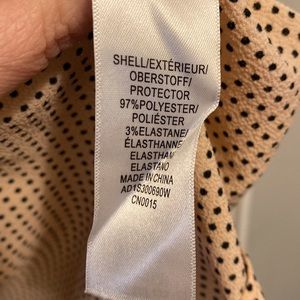 SHELL/EXTÉRIEUR/
OBERSTOFF/
PROTECTOR
97%POLYESTER/
POLIÉSTER
3%ELASTANE/
ÉLASTHANNE
ELASTHAN
ELASTANO
MADE IN CHINA
AD1S300690W
CN0015